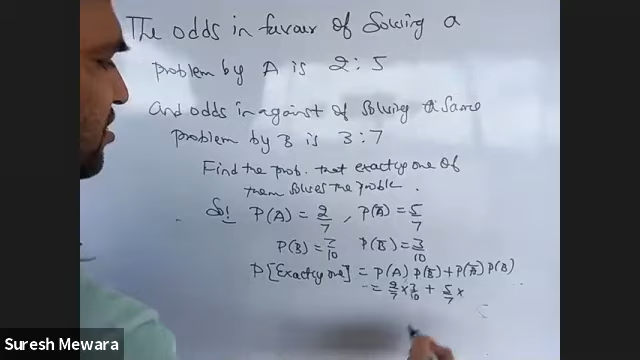 The odds in favour of Solving a
problem by A is 2:5
And odds in against of Solving the Same
problem by B is 3:7
Find the prob. that exactly one of
them solves the proble.
Sol P(A) = 2/7, P(A̅) = 5/7
P(B) = 7/10 P(B̅) = 3/10
P[Exactly one] = P(A) P(B̅) + P(A̅) P(B)
= 2/7 × 3/10 + 5/7 ×
Suresh Mewara